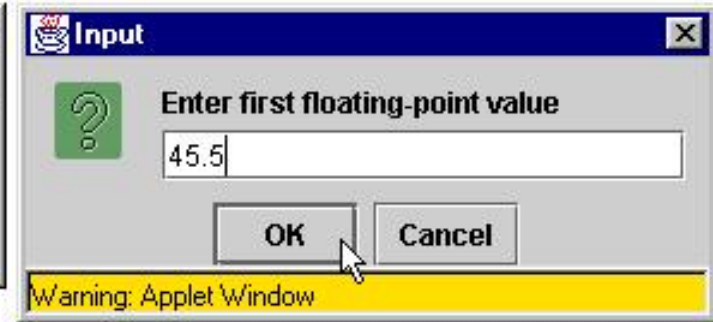 Input
Enter first floating-point value
45.5
OK Cancel
Warning: Applet Window